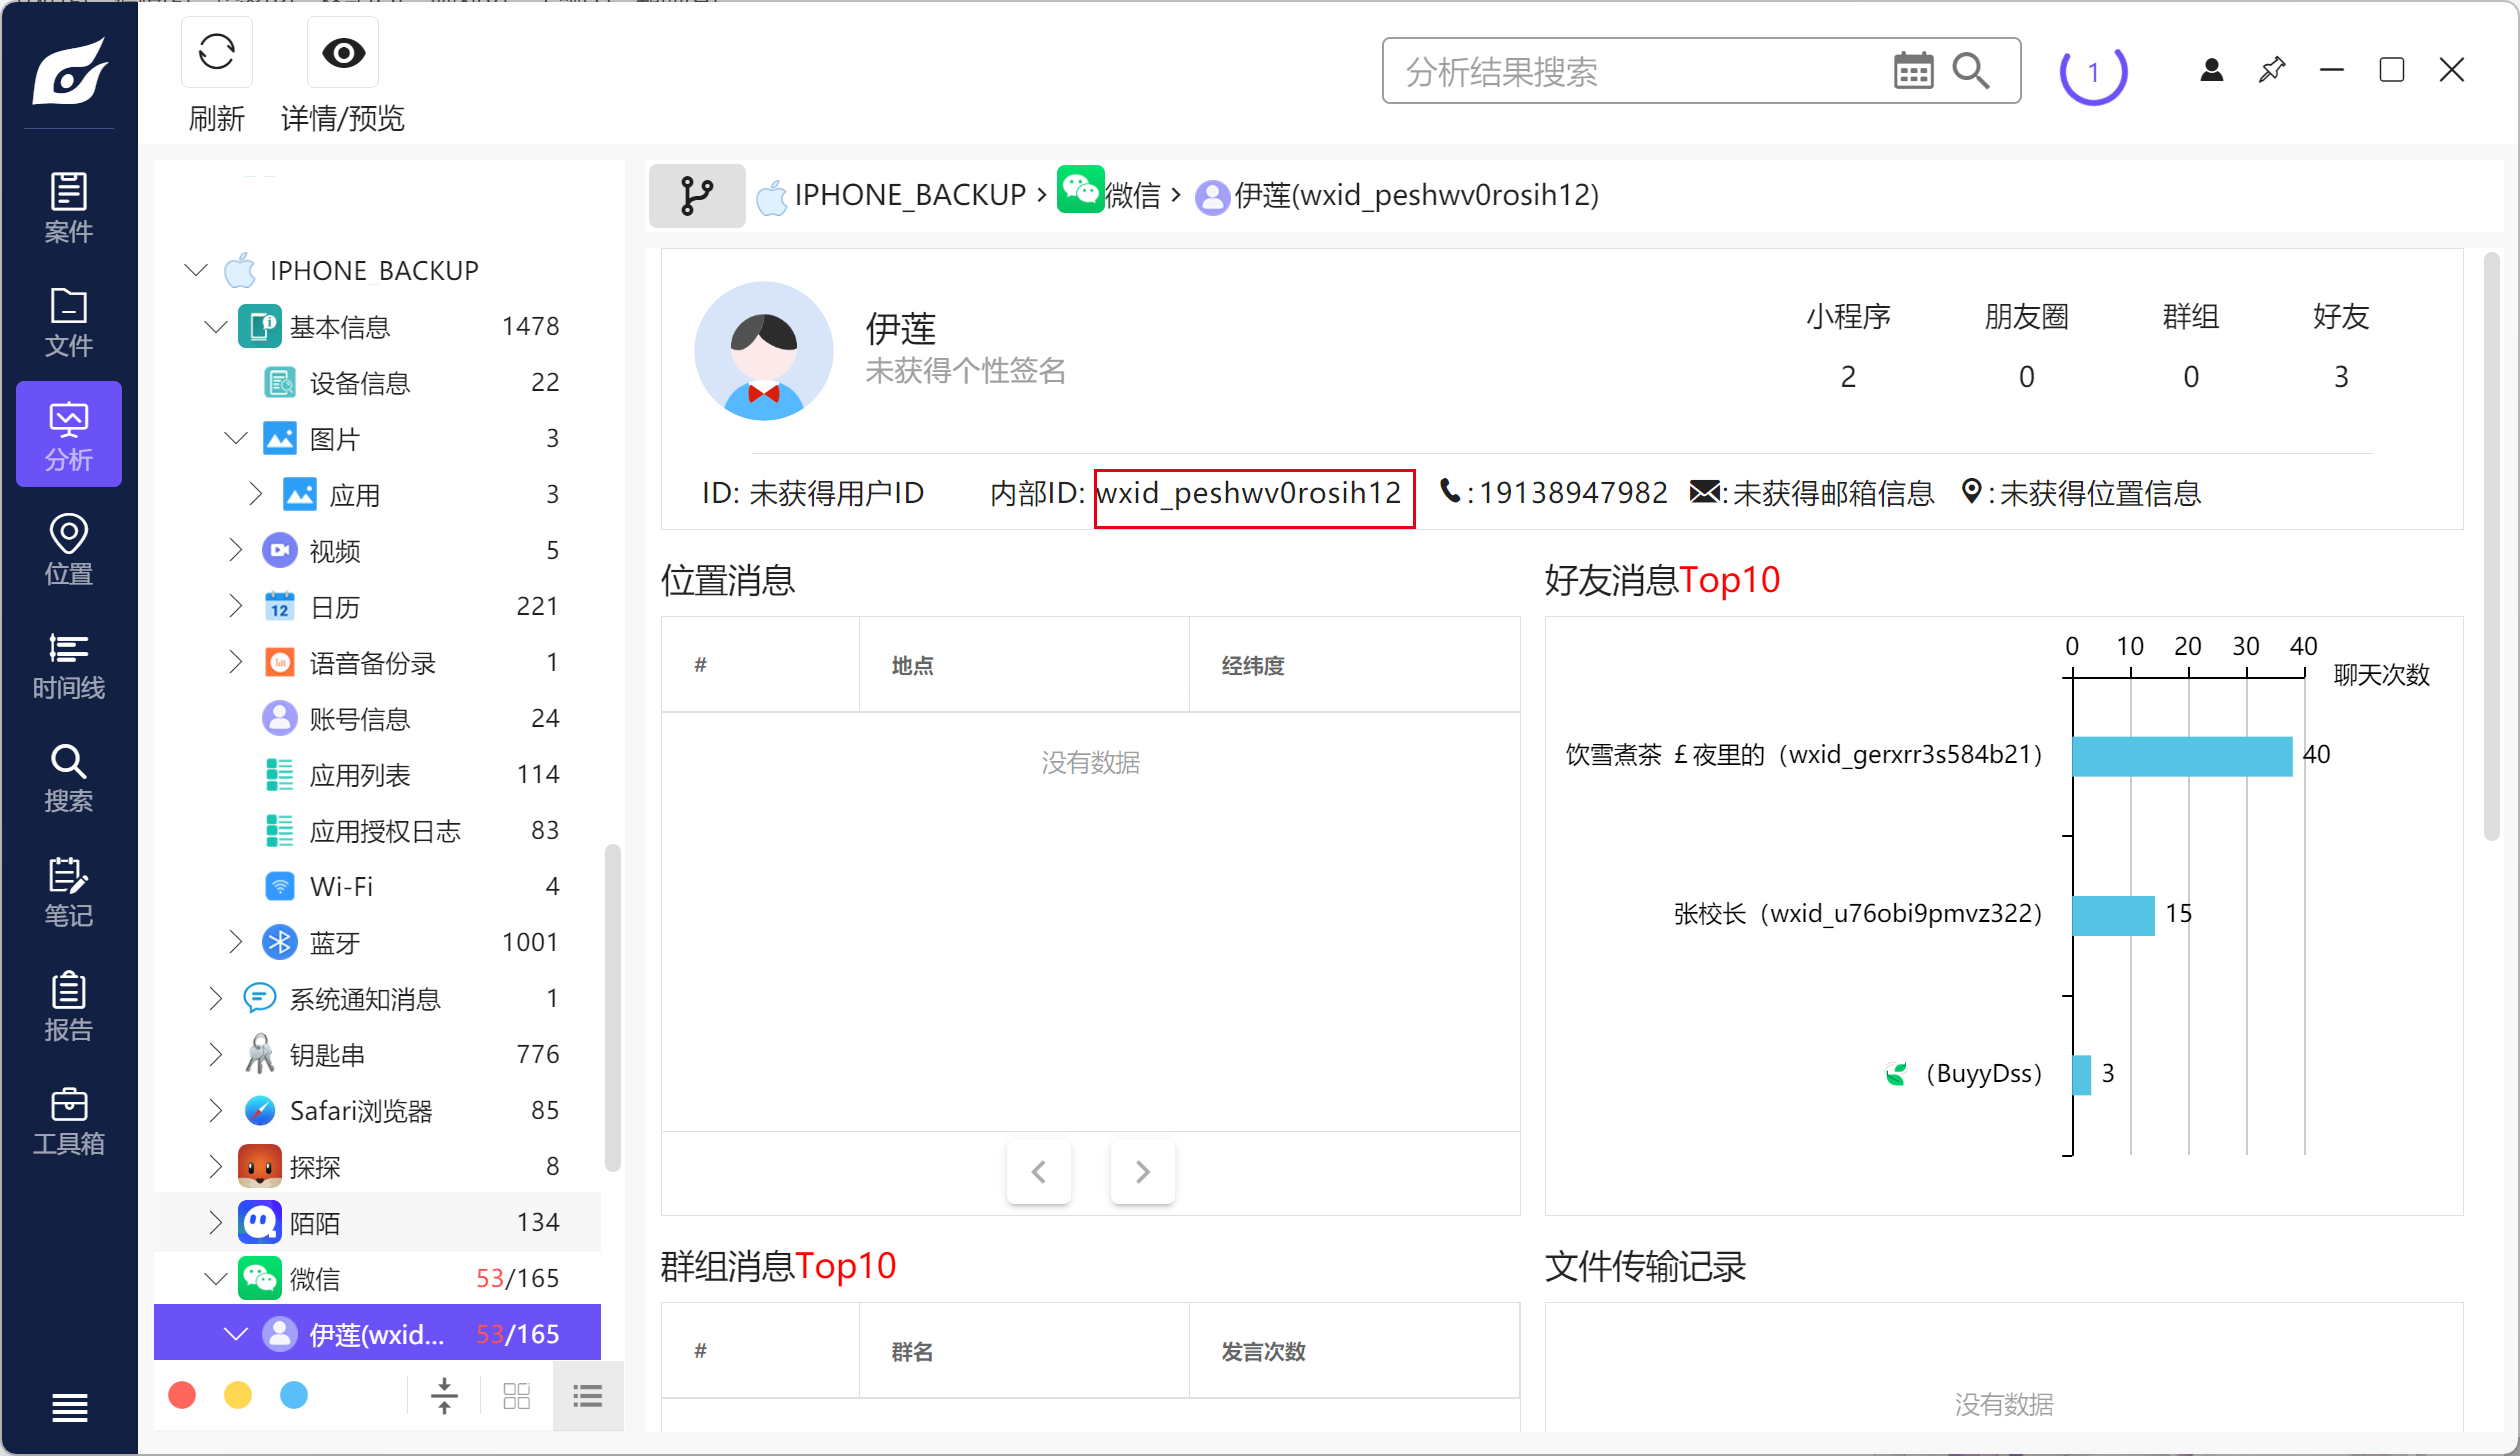 刷新
详情/预览
分析结果搜索
1
案件
文件
分析
位置
时间线
搜索
笔记
报告
工具箱
IPHONE_BACKUP
基本信息 1478
设备信息 22
图片 3
应用 3
视频 5
12 日历 221
语音备份录 1
账号信息 24
应用列表 114
应用授权日志 83
Wi-Fi 4
蓝牙 1001
系统通知消息 1
钥匙串 776
Safari浏览器 85
探探 8
陌陌 134
微信 53/165
伊莲(wxid... 53/165
IPHONE_BACKUP › 微信 › 伊莲(wxid_peshwv0rosih12)
伊莲
未获得个性签名
小程序 朋友圈 群组 好友
2 0 0 3
ID: 未获得用户ID 内部ID: wxid_peshwv0rosih12 :19138947982 :未获得邮箱信息 :未获得位置信息
位置消息
# 地点 经纬度
没有数据
好友消息Top10
0 10 20 30 40
聊天次数
饮雪煮茶 £夜里的（wxid_gerxrr3s584b21） 40
张校长（wxid_u76obi9pmvz322） 15
（BuyyDss） 3
群组消息Top10
# 群名 发言次数
文件传输记录
没有数据